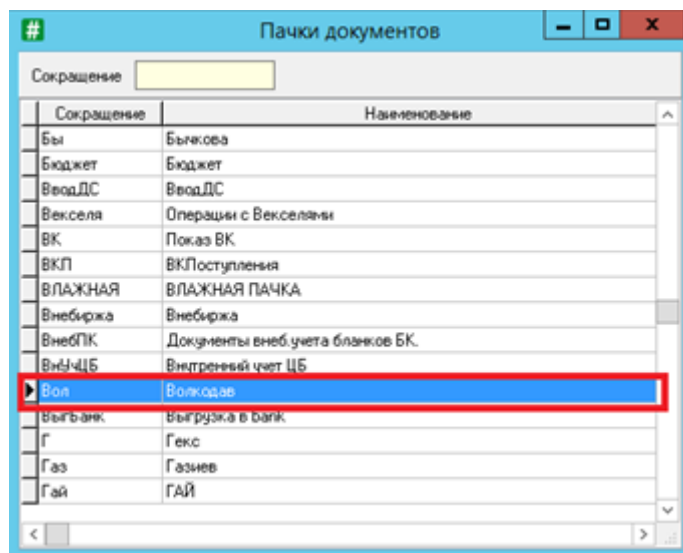 #
Пачки документов
Сокращение
Сокращение Наименование
Бы Бычкова
Бюджет Бюджет
ВводДС ВводДС
Векселя Операции с Векселями
ВК Показ ВК
ВКП ВКПоступления
ВЛАЖНАЯ ВЛАЖНАЯ ПАЧКА
Внебиржа Внебиржа
ВнебПК Документы внеб.учета бланков БК.
ВнУчЦБ Внутренний учет ЦБ
Вол Волкодав
ВыгБанк Выгрузка в bank
Г Гекс
Газ Газиев
Гай ГАЙ